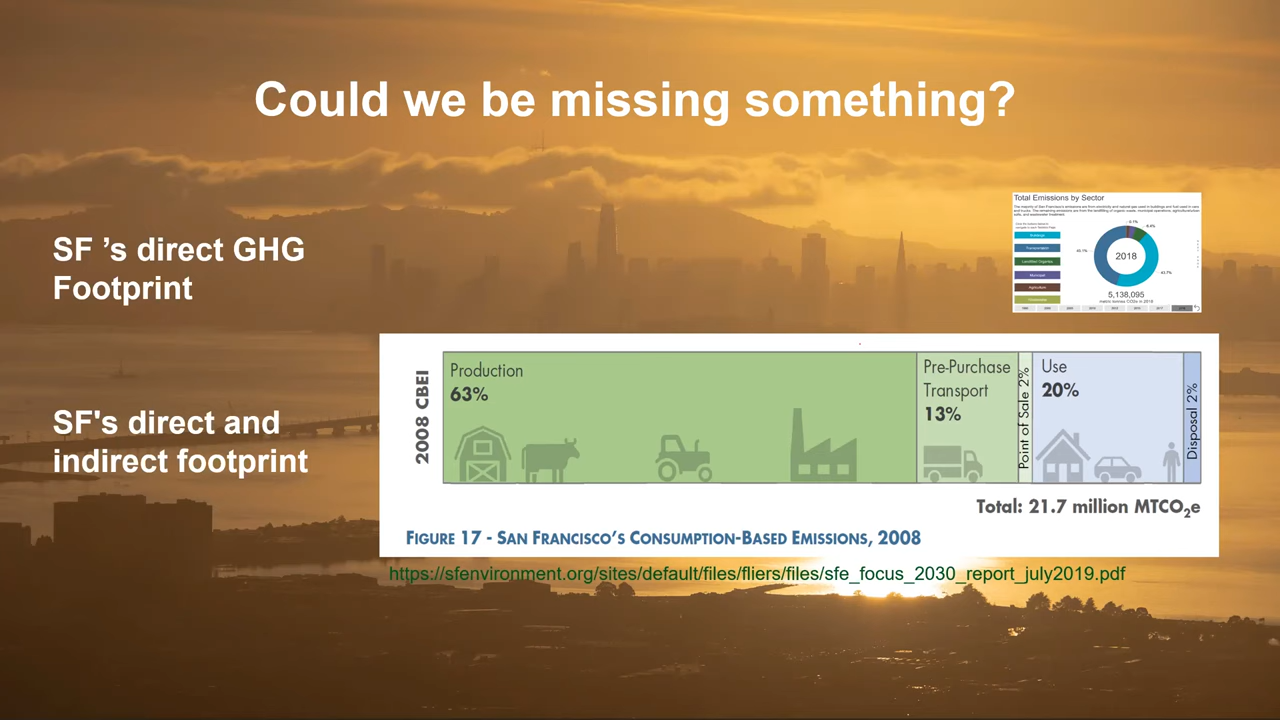 Could we be missing something?
SF ’s direct GHG
Footprint
Total Emissions by Sector
2018
5,138,095
SF's direct and
indirect footprint
2008 CBEI
Production
63%
Pre-Purchase
Transport
13%
Point of Sale 2%
Use
20%
Disposal 2%
Total: 21.7 million MTCO₂e
FIGURE 17 - SAN FRANCISCO’S CONSUMPTION-BASED EMISSIONS, 2008
https://sfenvironment.org/sites/default/files/fliers/files/sfe_focus_2030_report_july2019.pdf